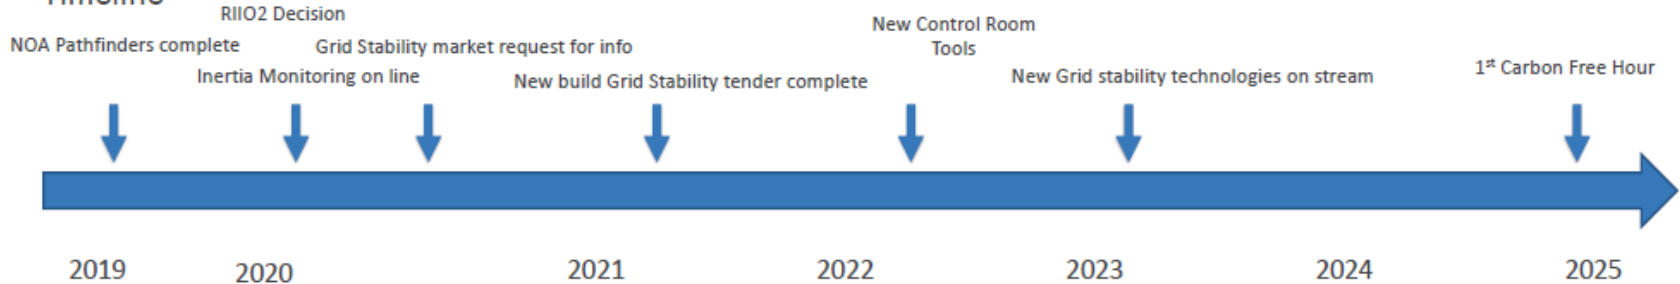 Timeline
RIIO2 Decision
NOA Pathfinders complete
Inertia Monitoring on line
Grid Stability market request for info
New build Grid Stability tender complete
New Control Room
Tools
New Grid stability technologies on stream
1st Carbon Free Hour
2019
2020
2021
2022
2023
2024
2025